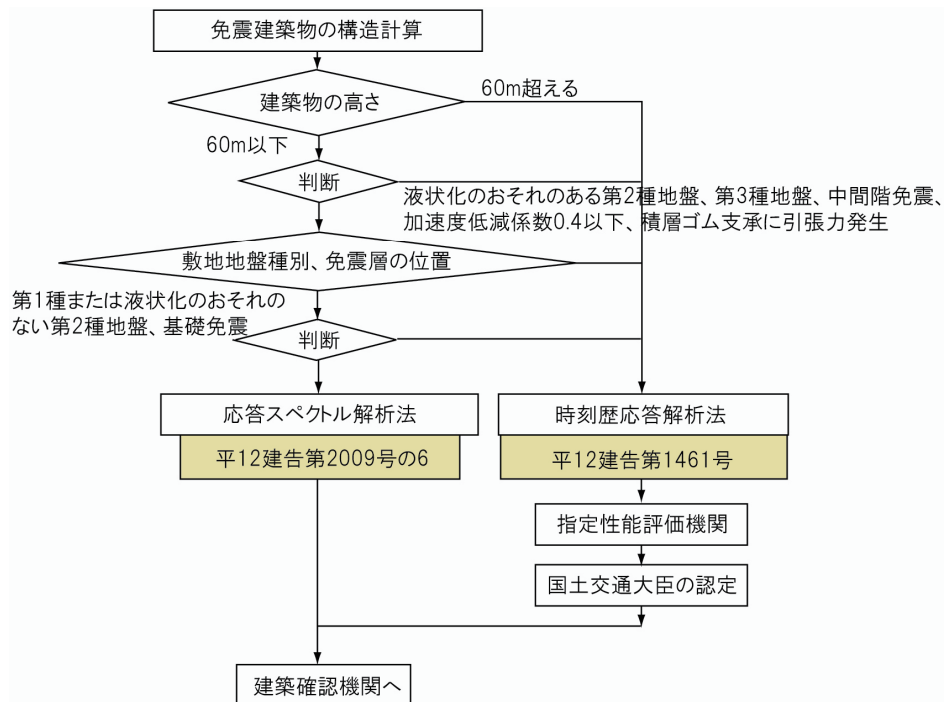 免震建築物の構造計算
建築物の高さ
60m超える
60m以下
判断
液状化のおそれのある第2種地盤、第3種地盤、中間階免震、
加速度低減係数0.4以下、積層ゴム支承に引張力発生
敷地地盤種別、免震層の位置
第1種または液状化のおそれの
ない第2種地盤、基礎免震
判断
応答スペクトル解析法
時刻歴応答解析法
平12建告第2009号の6
平12建告第1461号
指定性能評価機関
国土交通大臣の認定
建築確認機関へ